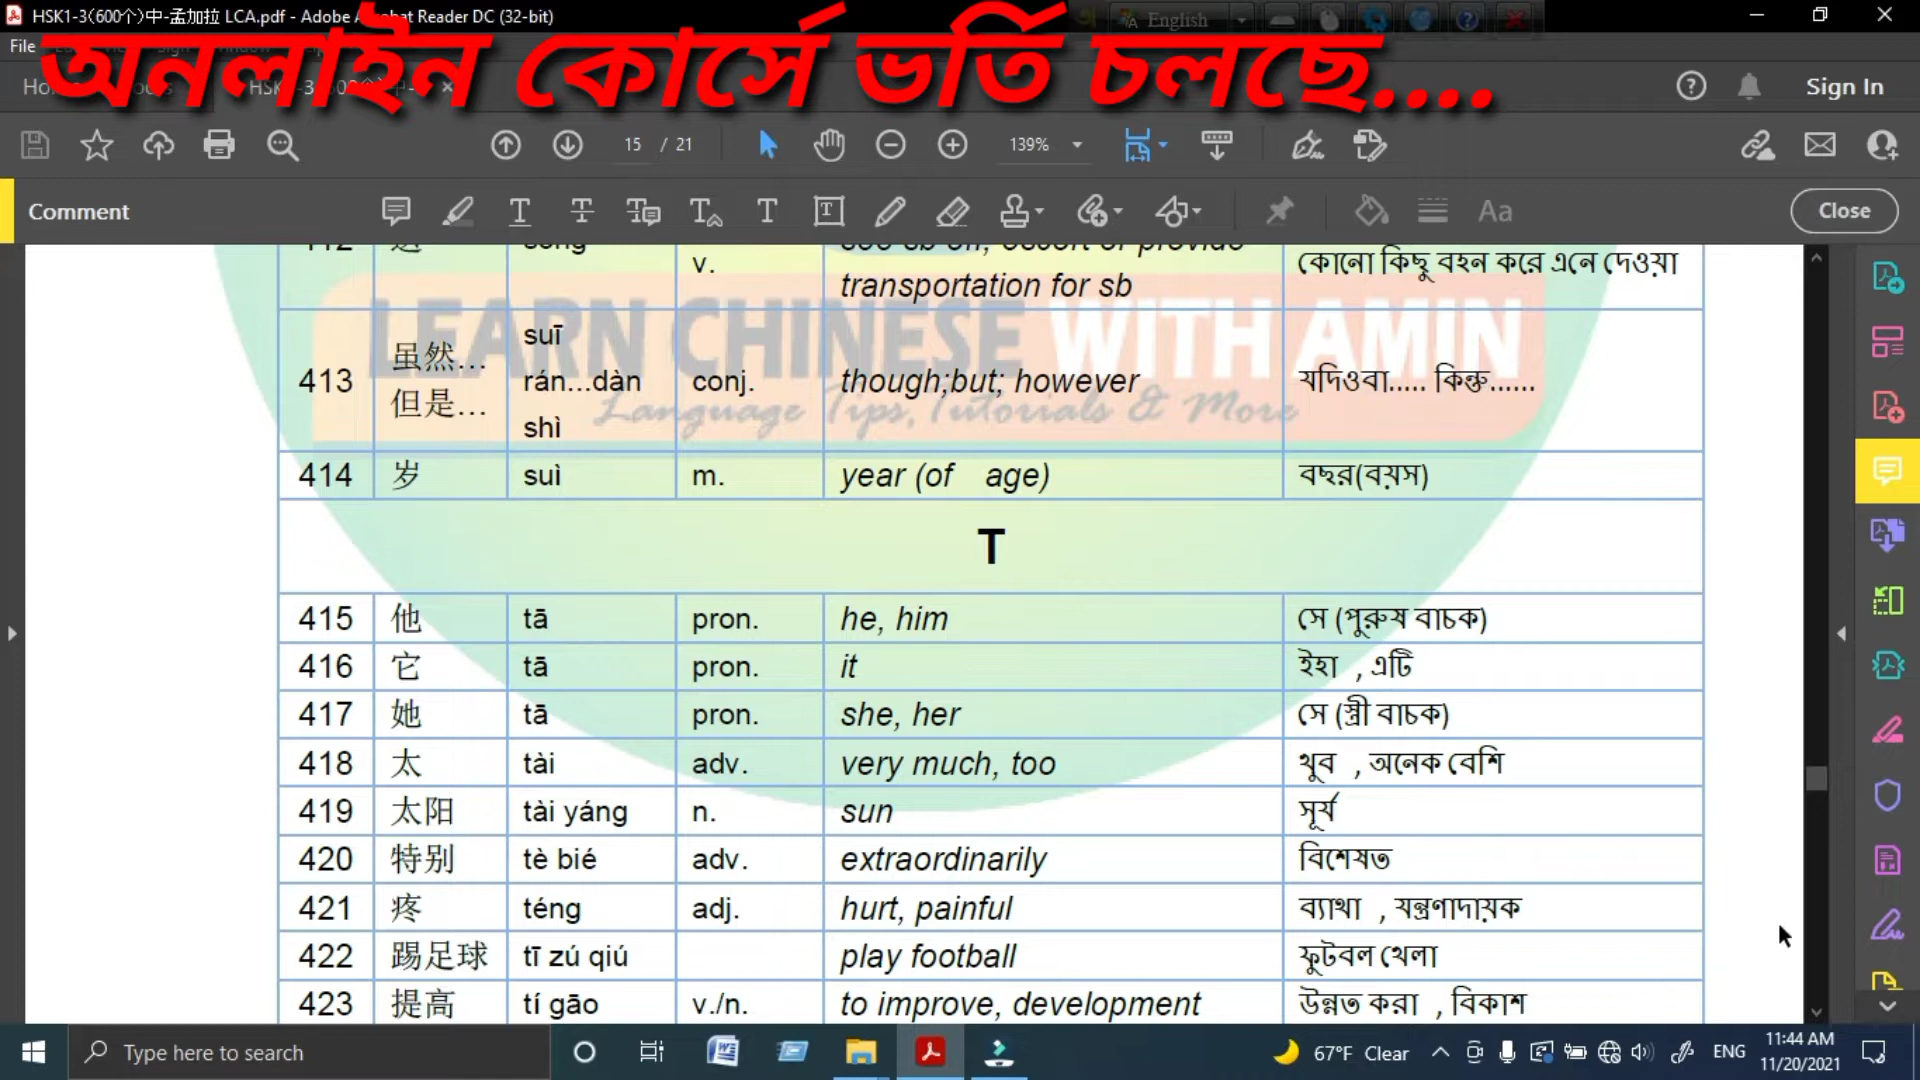 HSK1-3(600个)中-孟加拉 LCA.pdf - Adobe Acrobat Reader DC (32-bit)
English
File
অনলাইন কোর্সে ভর্তি চলছে....
Sign In
15 / 21
139%
Comment
Close
LEARN CHINESE WITH AMIN
Language Tips, Tutorials & More
v. কোনো কিছু বহন করে এনে দেওয়া
transportation for sb
413 虽然...但是... suī rán...dàn shì conj. though;but; however যদিওবা..... কিন্তু......
414 岁 suì m. year (of age) বছর(বয়স)
T
415 他 tā pron. he, him সে (পুরুষ বাচক)
416 它 tā pron. it ইহা , এটি
417 她 tā pron. she, her সে (স্ত্রী বাচক)
418 太 tài adv. very much, too খুব , অনেক বেশি
419 太阳 tài yáng n. sun সূর্য
420 特别 tè bié adv. extraordinarily বিশেষত
421 疼 téng adj. hurt, painful ব্যাথা , যন্ত্রণাদায়ক
422 踢足球 tī zú qiú play football ফুটবল খেলা
423 提高 tí gāo v./n. to improve, development উন্নত করা , বিকাশ
Type here to search
67°F Clear
ENG
11:44 AM
11/20/2021